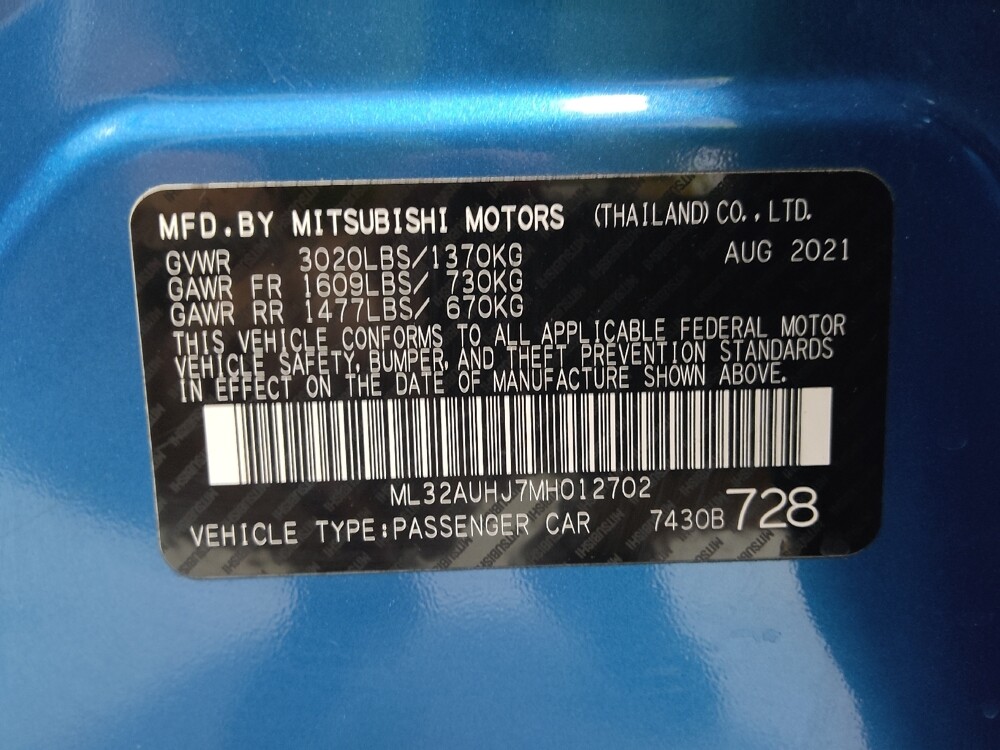 MFD.BY MITSUBISHI MOTORS (THAILAND) CO.,LTD.
GVWR 3020LBS/1370KG AUG 2021
GAWR FR 1609LBS/ 730KG
GAWR RR 1477LBS/ 670KG
THIS VEHICLE CONFORMS TO ALL APPLICABLE FEDERAL MOTOR
VEHICLE SAFETY, BUMPER, AND THEFT PREVENTION STANDARDS
IN EFFECT ON THE DATE OF MANUFACTURE SHOWN ABOVE.
ML32AUHJ7MH012702
VEHICLE TYPE:PASSENGER CAR 7430B 728